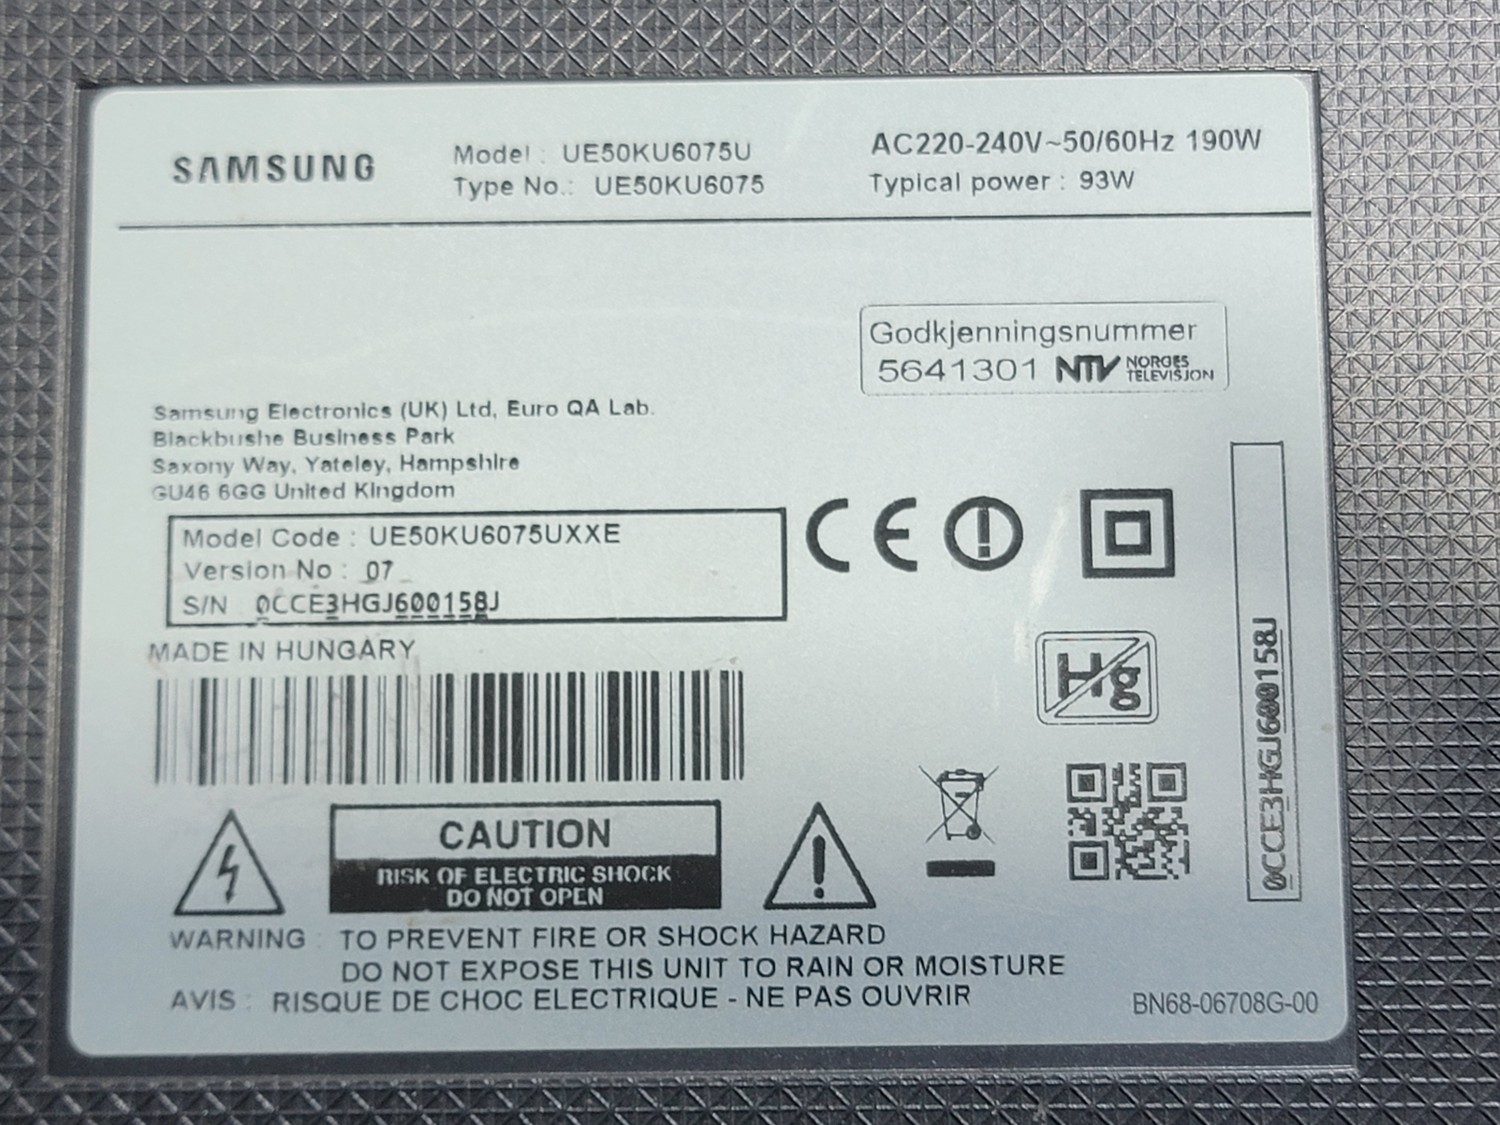 SAMSUNG
Model : UE50KU6075U
Type No.: UE50KU6075
AC220-240V~50/60Hz 190W
Typical power : 93W
Godkjenningsnummer
5641301 NTV NORGES TELEVISJON
Samsung Electronics (UK) Ltd, Euro QA Lab.
Blackbushe Business Park
Saxony Way, Yateley, Hampshire
GU46 6GG United Kingdom
Model Code : UE50KU6075UXXE
Version No : 07
S/N 0CCE3HGJ600158J
MADE IN HUNGARY
CE
Hg
0CCE3HGJ600158J
CAUTION
RISK OF ELECTRIC SHOCK
DO NOT OPEN
WARNING : TO PREVENT FIRE OR SHOCK HAZARD
DO NOT EXPOSE THIS UNIT TO RAIN OR MOISTURE
AVIS : RISQUE DE CHOC ELECTRIQUE - NE PAS OUVRIR
BN68-06708G-00